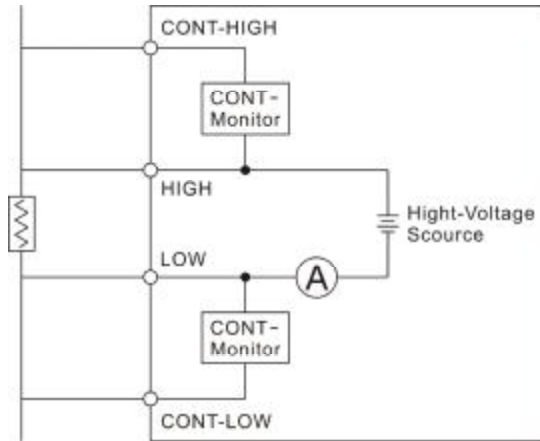 CONT-HIGH
CONT-
Monitor
HIGH
Hight-Voltage
Scource
LOW
A
CONT-
Monitor
CONT-LOW